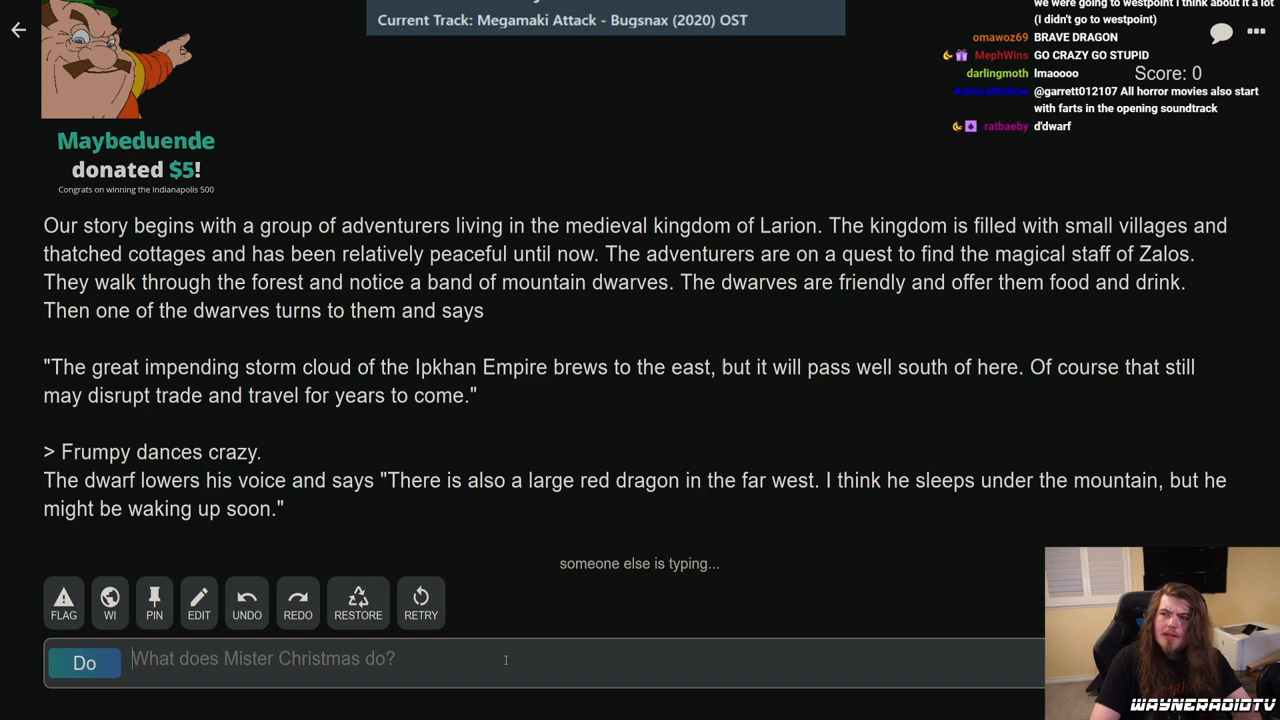 Current Track: Megamaki Attack - Bugsnax (2020) OST
we were going to westpoint I think about it a lot
(I didn't go to westpoint)
omawoz69 BRAVE DRAGON
MephWins GO CRAZY GO STUPID
darlingmoth lmaoooo
Score: 0
@garrett012107 All horror movies also start
with farts in the opening soundtrack
ratbaeby d'dwarf
Maybeduende
donated $5!
Congrats on winning the Indianapolis 500
Our story begins with a group of adventurers living in the medieval kingdom of Larion. The kingdom is filled with small villages and
thatched cottages and has been relatively peaceful until now. The adventurers are on a quest to find the magical staff of Zalos.
They walk through the forest and notice a band of mountain dwarves. The dwarves are friendly and offer them food and drink.
Then one of the dwarves turns to them and says
"The great impending storm cloud of the Ipkhan Empire brews to the east, but it will pass well south of here. Of course that still
may disrupt trade and travel for years to come."
> Frumpy dances crazy.
The dwarf lowers his voice and says "There is also a large red dragon in the far west. I think he sleeps under the mountain, but he
might be waking up soon."
someone else is typing...
FLAG WI PIN EDIT UNDO REDO RESTORE RETRY
Do What does Mister Christmas do?
WAYNERADIOTV